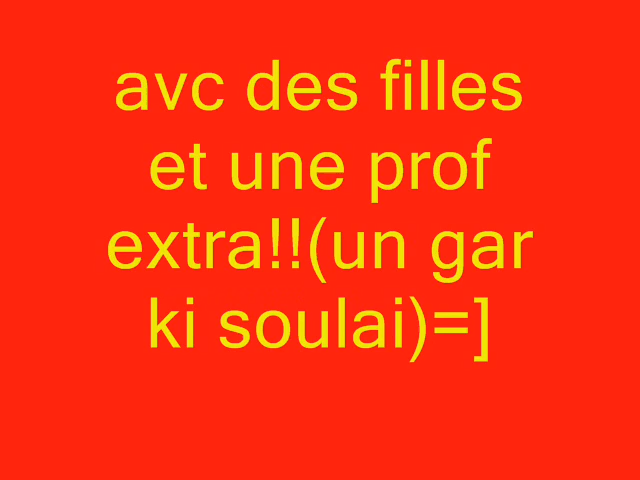 avc des filles
et une prof
extra!!(un gar
ki soulai)=]